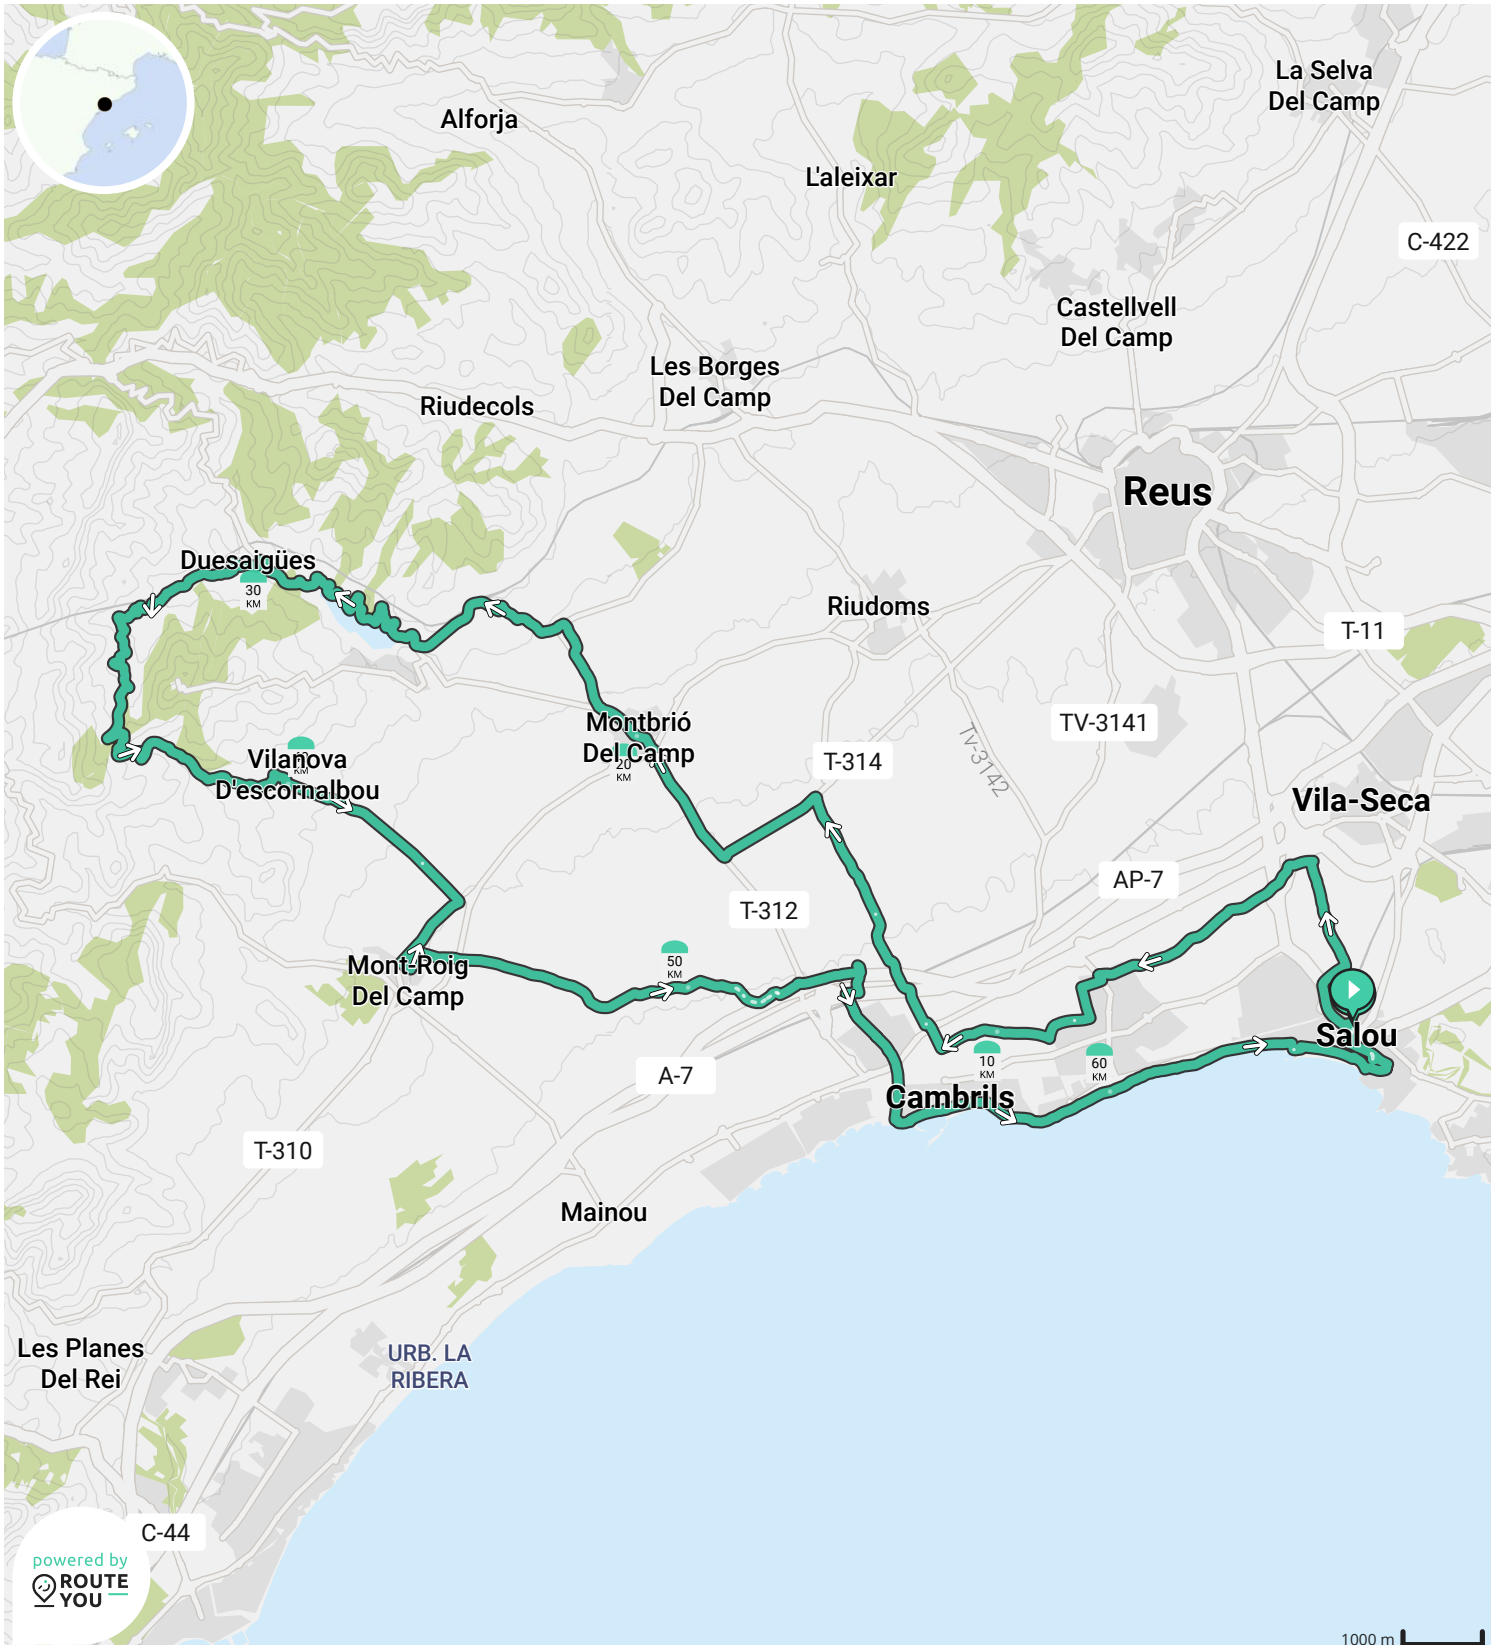 La Selva
Del Camp
Alforja
L'aleixar
C-422
Castellvell
Del Camp
Les Borges
Del Camp
Riudecols
Reus
Duesaigües
30
KM
Riudoms
T-11
Montbrió
Del Camp
20
KM
TV-3141
Tv-3142
T-314
Vilanova
D'escornalbou
KM
Vila-Seca
AP-7
T-312
50
KM
Mont-Roig
Del Camp
Salou
10
KM
60
KM
A-7
Cambrils
T-310
Mainou
Les Planes
Del Rei
URB. LA
RIBERA
C-44
powered by
ROUTE
YOU
1000 m